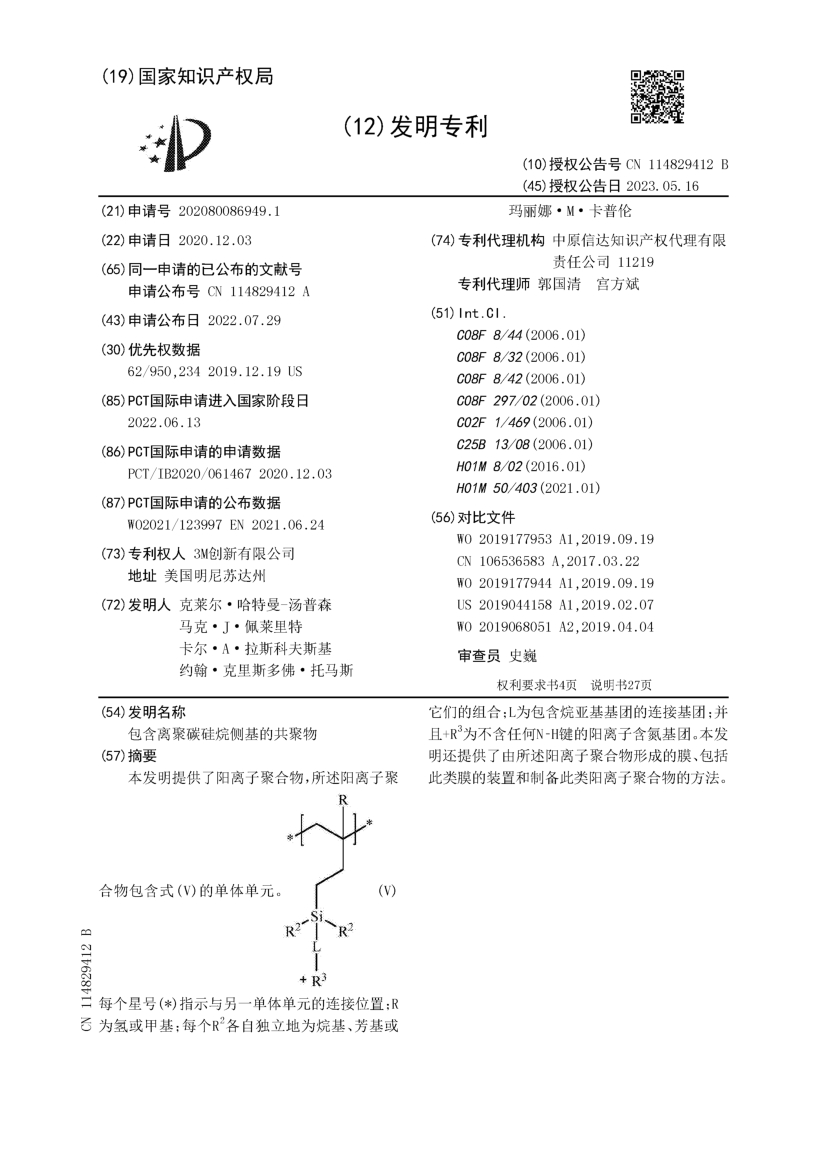 (19)国家知识产权局
(12)发明专利
(10)授权公告号 CN 114829412 B
(45)授权公告日 2023.05.16
(21)申请号 202080086949.1
(22)申请日 2020.12.03
(65)同一申请的已公布的文献号
申请公布号 CN 114829412 A
(43)申请公布日 2022.07.29
(30)优先权数据
62/950,234 2019.12.19 US
(85)PCT国际申请进入国家阶段日
2022.06.13
(86)PCT国际申请的申请数据
PCT/IB2020/061467 2020.12.03
(87)PCT国际申请的公布数据
WO2021/123997 EN 2021.06.24
(73)专利权人 3M创新有限公司
地址 美国明尼苏达州
(72)发明人 克莱尔·哈特曼-汤普森
马克·J·佩莱里特
卡尔·A·拉斯科夫斯基
约翰·克里斯多佛·托马斯
玛丽娜·M·卡普伦
(74)专利代理机构 中原信达知识产权代理有限
责任公司 11219
专利代理师 郭国清 宫方斌
(51)Int.Cl.
C08F 8/44(2006.01)
C08F 8/32(2006.01)
C08F 8/42(2006.01)
C08F 297/02(2006.01)
C02F 1/469(2006.01)
C25B 13/08(2006.01)
H01M 8/02(2016.01)
H01M 50/403(2021.01)
(56)对比文件
WO 2019177953 A1,2019.09.19
CN 106536583 A,2017.03.22
WO 2019177944 A1,2019.09.19
US 2019044158 A1,2019.02.07
WO 2019068051 A2,2019.04.04
审查员 史巍
权利要求书4页 说明书27页
(54)发明名称
包含离聚碳硅烷侧基的共聚物
(57)摘要
本发明提供了阳离子聚合物,所述阳离子聚
R
* *
合物包含式(V)的单体单元。 (V)
Si
R² R²
L
+ R³
每个星号(*)指示与另一单体单元的连接位置;R
为氢或甲基;每个R²各自独立地为烷基、芳基或
它们的组合;L为包含烷亚基基团的连接基团;并
且+R³为不含任何N-H键的阳离子含氮基团。本发
明还提供了由所述阳离子聚合物形成的膜、包括
此类膜的装置和制备此类阳离子聚合物的方法。
CN 114829412 B